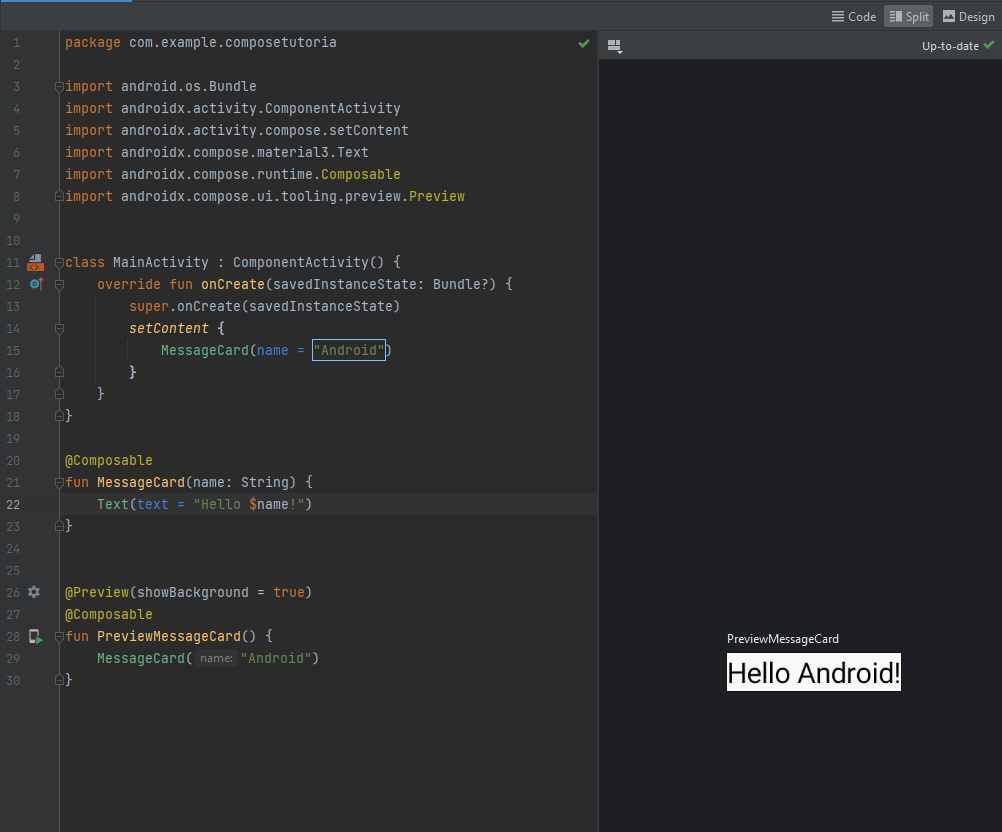 Code Split Design
Up-to-date
1 package com.example.composetutoria
2
3 import android.os.Bundle
4 import androidx.activity.ComponentActivity
5 import androidx.activity.compose.setContent
6 import androidx.compose.material3.Text
7 import androidx.compose.runtime.Composable
8 import androidx.compose.ui.tooling.preview.Preview
9
10
11 class MainActivity : ComponentActivity() {
12     override fun onCreate(savedInstanceState: Bundle?) {
13         super.onCreate(savedInstanceState)
14         setContent {
15             MessageCard(name = "Android")
16         }
17     }
18 }
19
20 @Composable
21 fun MessageCard(name: String) {
22     Text(text = "Hello $name!")
23 }
24
25
26 @Preview(showBackground = true)
27 @Composable
28 fun PreviewMessageCard() {
29     MessageCard( name: "Android")
30 }
PreviewMessageCard
Hello Android!